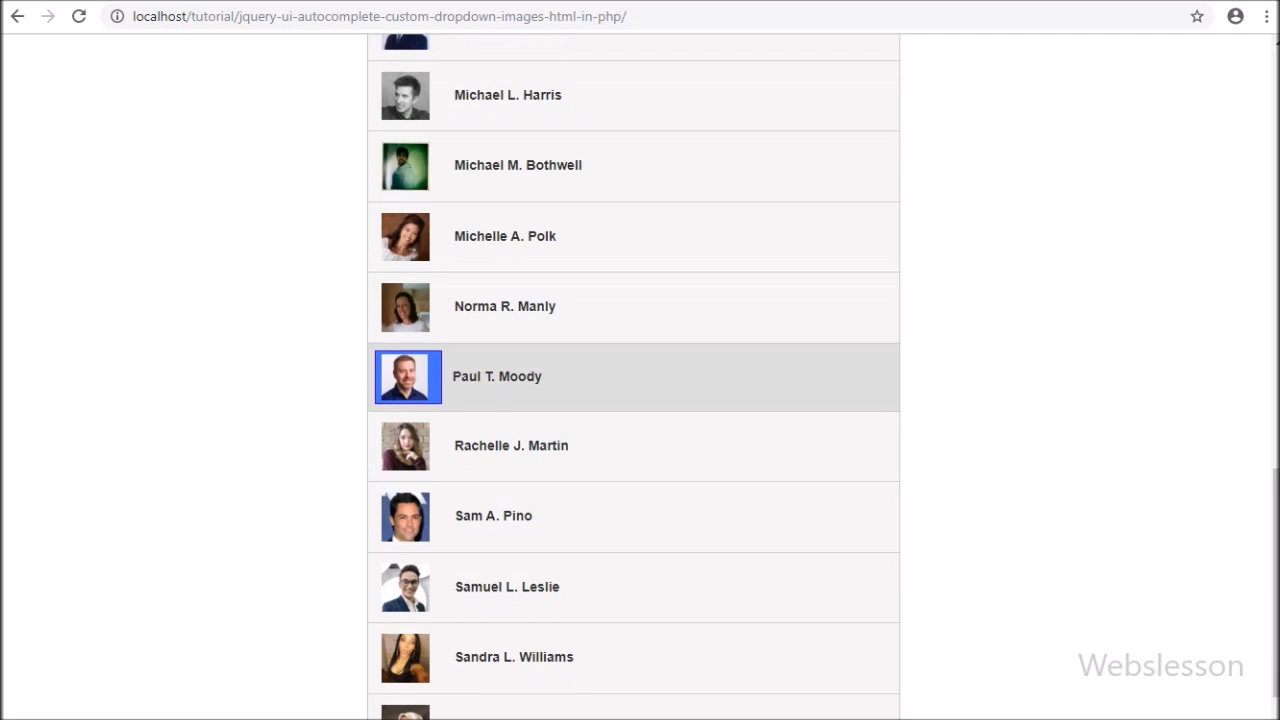 localhost/tutorial/jquery-ui-autocomplete-custom-dropdown-images-html-in-php/
Michael L. Harris
Michael M. Bothwell
Michelle A. Polk
Norma R. Manly
Paul T. Moody
Rachelle J. Martin
Sam A. Pino
Samuel L. Leslie
Sandra L. Williams
Webslesson